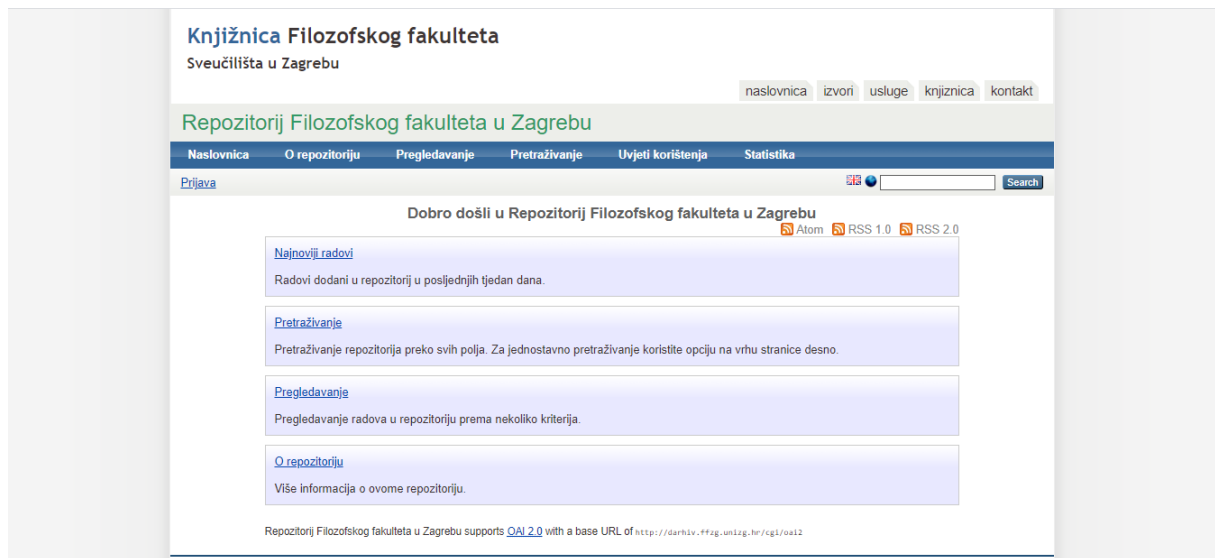 Knjižnica Filozofskog fakulteta
Sveučilišta u Zagrebu
naslovnica izvori usluge knjiznica kontakt
Repozitorij Filozofskog fakulteta u Zagrebu
Naslovnica O repozitoriju Pregledavanje Pretraživanje Uvjeti korištenja Statistika
Prijava Search
Dobro došli u Repozitorij Filozofskog fakulteta u Zagrebu
Atom RSS 1.0 RSS 2.0
Najnoviji radovi
Radovi dodani u repozitorij u posljednjih tjedan dana.
Pretraživanje
Pretraživanje repozitorija preko svih polja. Za jednostavno pretraživanje koristite opciju na vrhu stranice desno.
Pregledavanje
Pregledavanje radova u repozitoriju prema nekoliko kriterija.
O repozitoriju
Više informacija o ovome repozitoriju.
Repozitorij Filozofskog fakulteta u Zagrebu supports OAI 2.0 with a base URL of http://darhiv.ffzg.unizg.hr/cgi/oai2